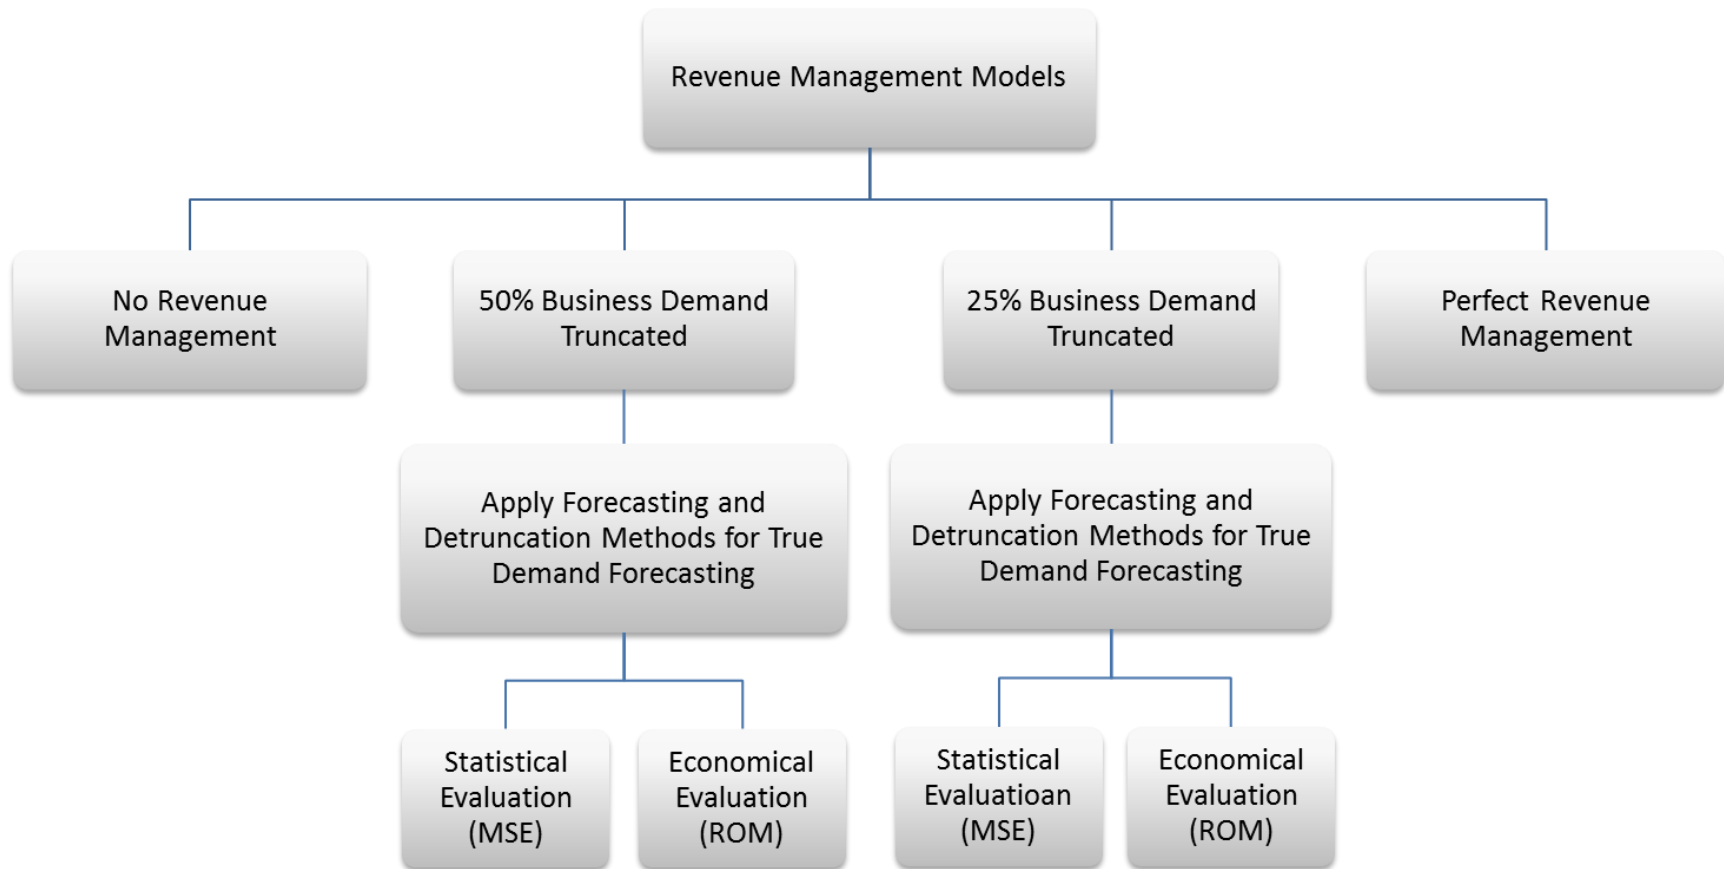 Revenue Management Models
No Revenue
Management
50% Business Demand
Truncated
25% Business Demand
Truncated
Perfect Revenue
Management
Apply Forecasting and
Detruncation Methods for True
Demand Forecasting
Apply Forecasting and
Detruncation Methods for True
Demand Forecasting
Statistical
Evaluation
(MSE)
Economical
Evaluation
(ROM)
Statistical
Evaluatioan
(MSE)
Economical
Evaluation
(ROM)